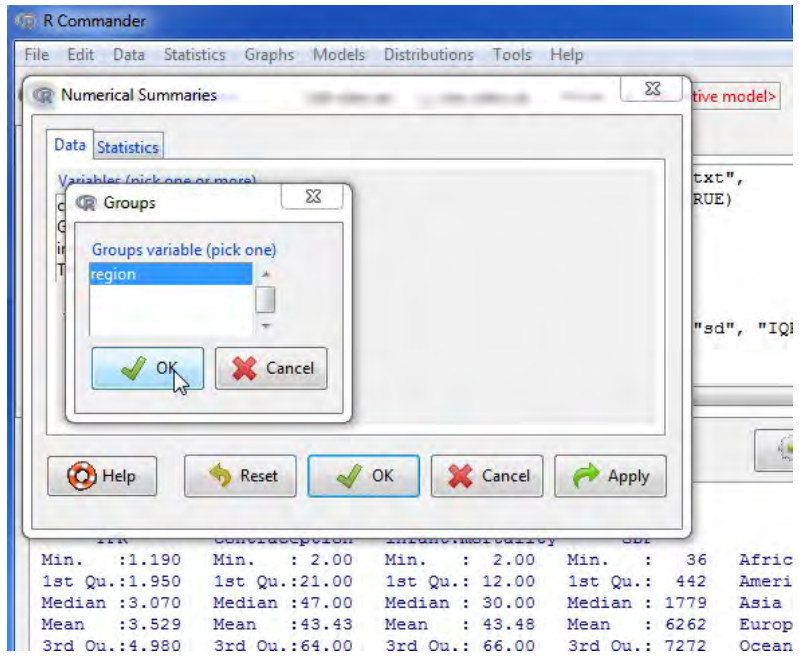 R Commander
File Edit Data Statistics Graphs Models Distributions Tools Help
Numerical Summaries
tive model>
Data Statistics
Variables (pick one or more)
txt",
RUE)
c
G
in
T
Groups
Groups variable (pick one)
region
OK Cancel
"sd", "IQ
Help Reset OK Cancel Apply
Min. :1.190 Min. : 2.00 Min. : 2.00 Min. : 36 Afric
1st Qu.:1.950 1st Qu.:21.00 1st Qu.: 12.00 1st Qu.: 442 Ameri
Median :3.070 Median :47.00 Median : 30.00 Median : 1779 Asia
Mean :3.529 Mean :43.43 Mean : 43.48 Mean : 6262 Europ
3rd Qu.:4.980 3rd Qu.:64.00 3rd Qu.: 66.00 3rd Qu.: 7272 Ocean